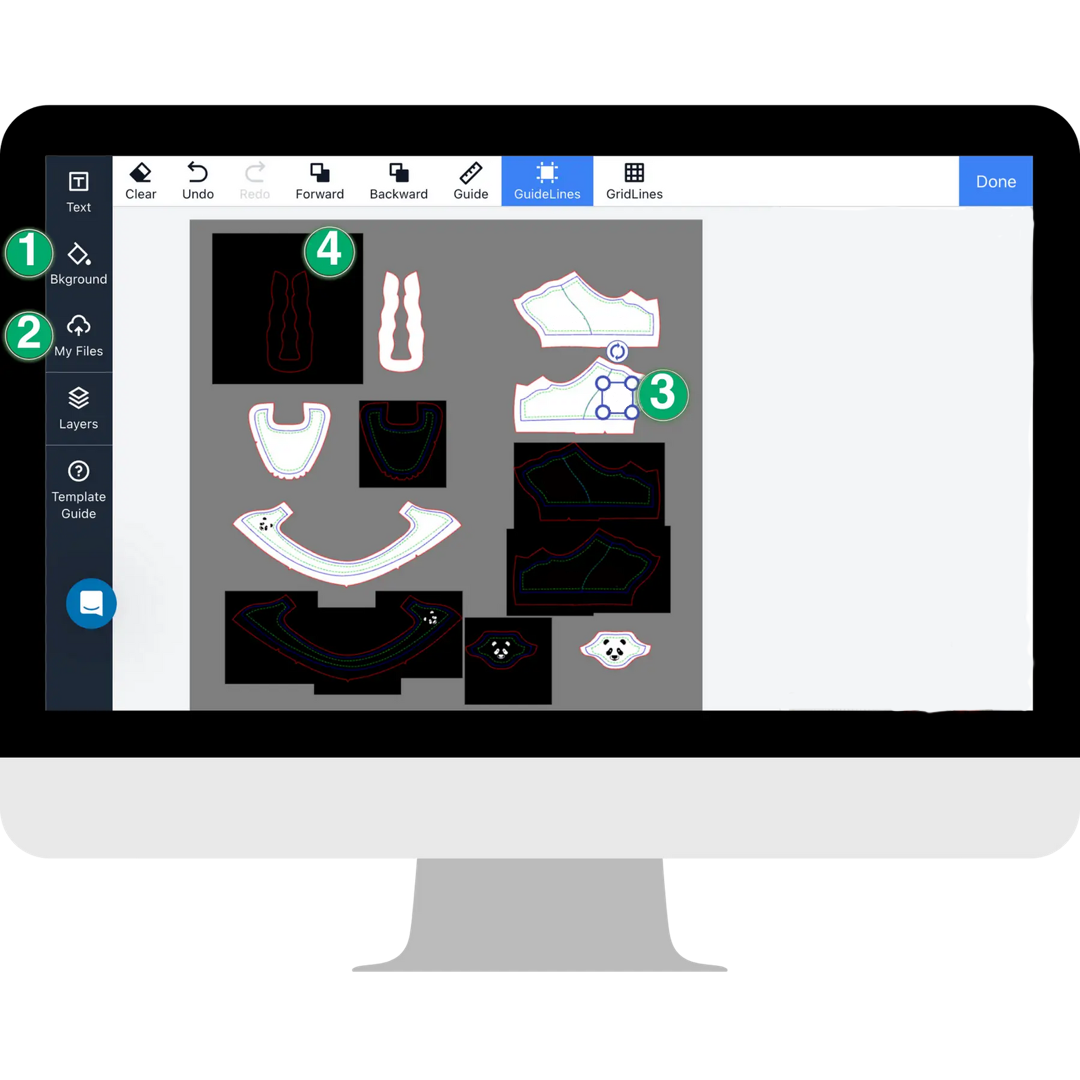 Text
Clear
Undo
Redo
Forward
Backward
Guide
GuideLines
GridLines
Done
1
Bkground
2
My Files
Layers
Template
Guide
4
3